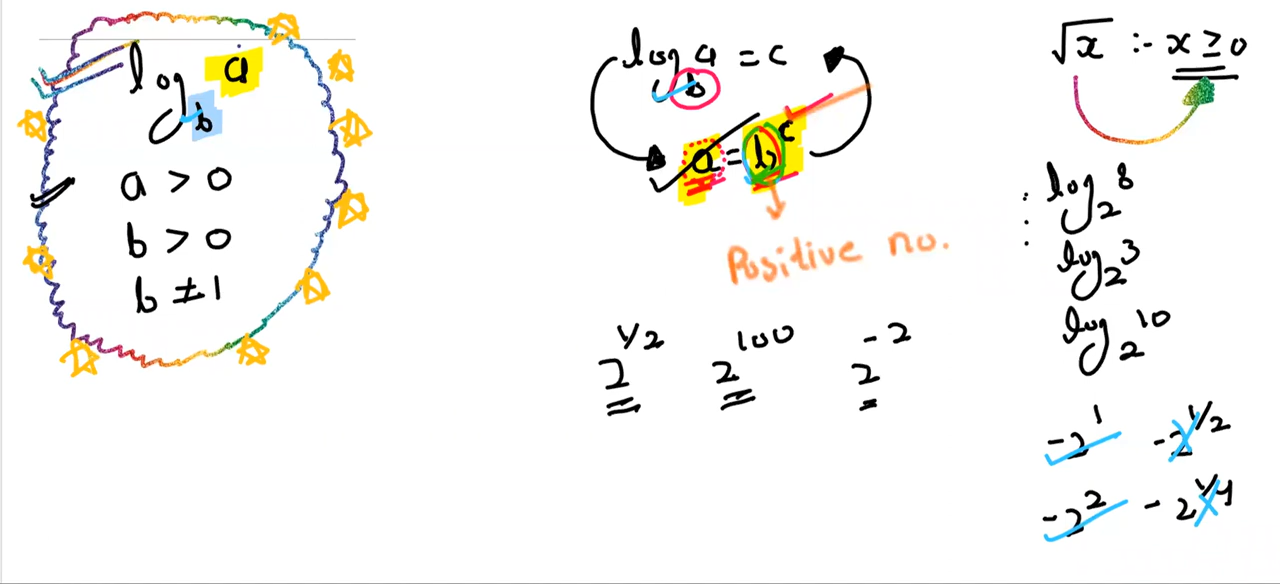 log_b a
a > 0
b > 0
b ≠ 1
log_b a = c
a = b^c
Positive no.
2^1/2 2^100 2^-2
√x :- x ≥ 0
: log_2 8
log_2 3
log_2 10
-2^1 -2^1/2
-2^2 -2^1/4